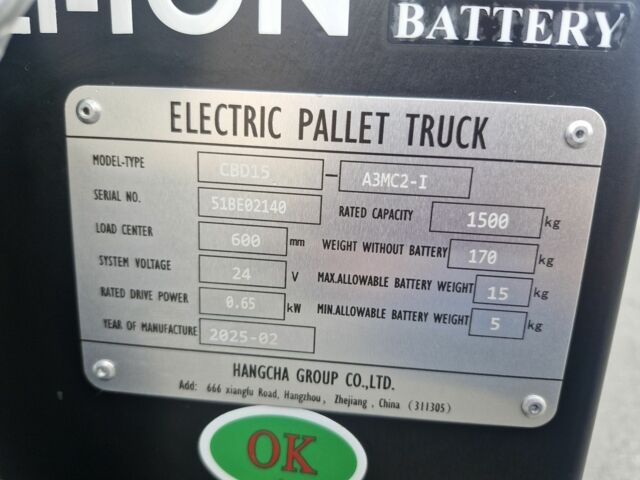 BATTERY
ELECTRIC PALLET TRUCK
MODEL-TYPE CBD15 - A3MC2-I
SERIAL NO. 51BE02140 RATED CAPACITY 1500 kg
LOAD CENTER 600 mm WEIGHT WITHOUT BATTERY 170 kg
SYSTEM VOLTAGE 24 V MAX.ALLOWABLE BATTERY WEIGHT 15 kg
RATED DRIVE POWER 0.65 kW MIN.ALLOWABLE BATTERY WEIGHT 5 kg
YEAR OF MANUFACTURE 2025-02
HANGCHA GROUP CO.,LTD.
Add: 666 xiangfu Road, Hangzhou, Zhejiang, China (311305)
OK